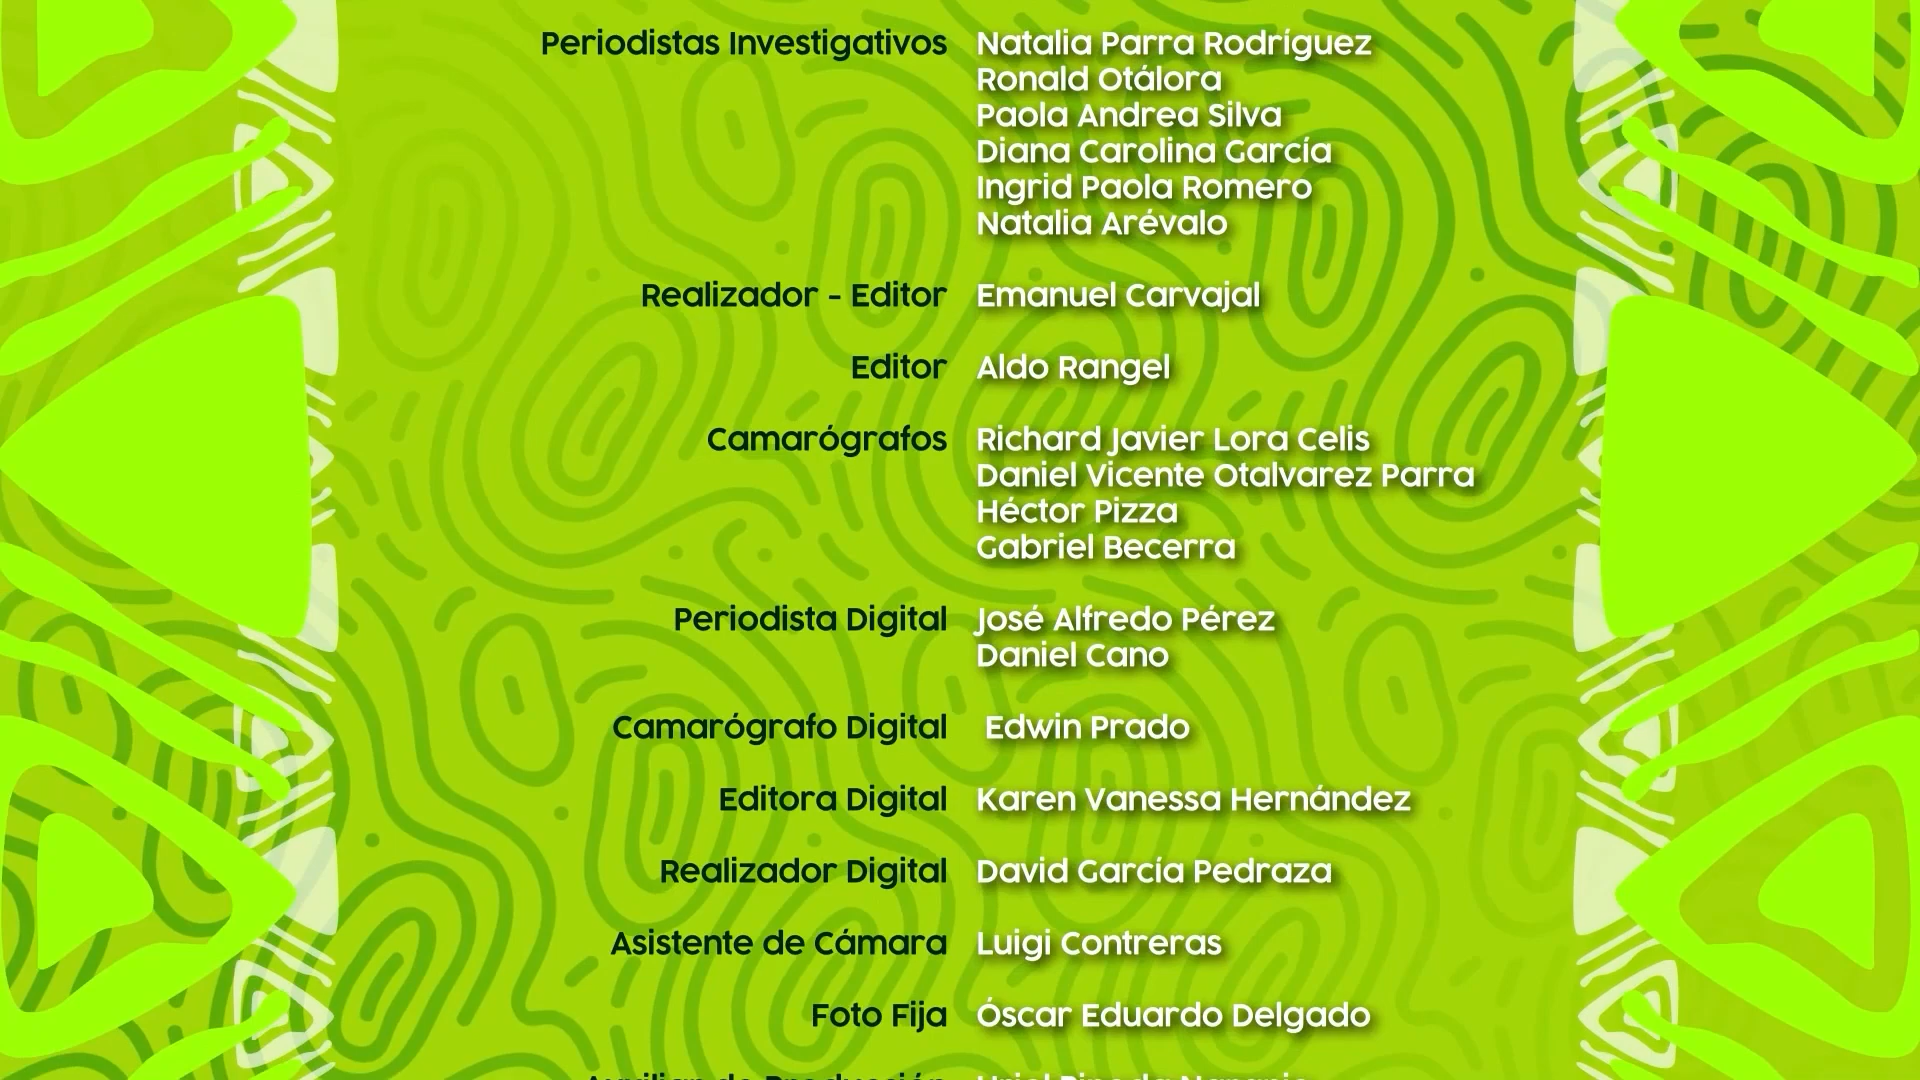 Periodistas Investigativos Natalia Parra Rodríguez
Ronald Otálora
Paola Andrea Silva
Diana Carolina García
Ingrid Paola Romero
Natalia Arévalo
Realizador - Editor Emanuel Carvajal
Editor Aldo Rangel
Camarógrafos Richard Javier Lora Celis
Daniel Vicente Otalvarez Parra
Héctor Pizza
Gabriel Becerra
Periodista Digital José Alfredo Pérez
Daniel Cano
Camarógrafo Digital Edwin Prado
Editora Digital Karen Vanessa Hernández
Realizador Digital David García Pedraza
Asistente de Cámara Luigi Contreras
Foto Fija Óscar Eduardo Delgado